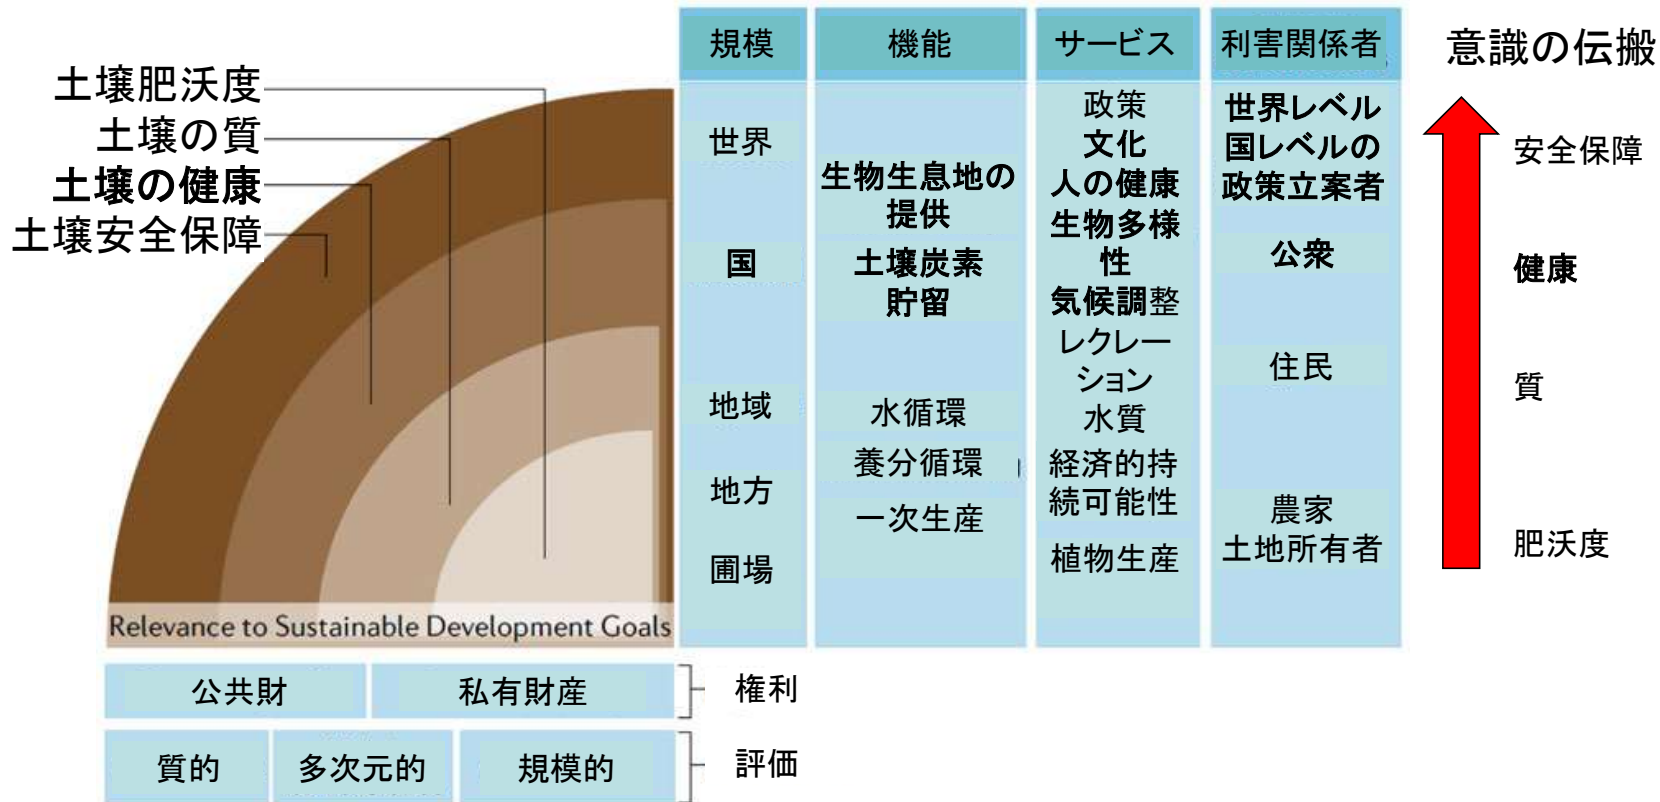 土壌肥沃度
土壌の質
土壌の健康
土壌安全保障
Relevance to Sustainable Development Goals
規模
世界
国
地域
地方
圃場
機能
生物生息地の
提供
土壌炭素
貯留
水循環
養分循環
一次生産
サービス
政策
文化
人の健康
生物多様
性
気候調整
レクレー
ション
水質
経済的持
続可能性
植物生産
利害関係者
世界レベル
国レベルの
政策立案者
公衆
住民
農家
土地所有者
意識の伝搬
安全保障
健康
質
肥沃度
公共財
私有財産
権利
質的
多次元的
規模的
評価